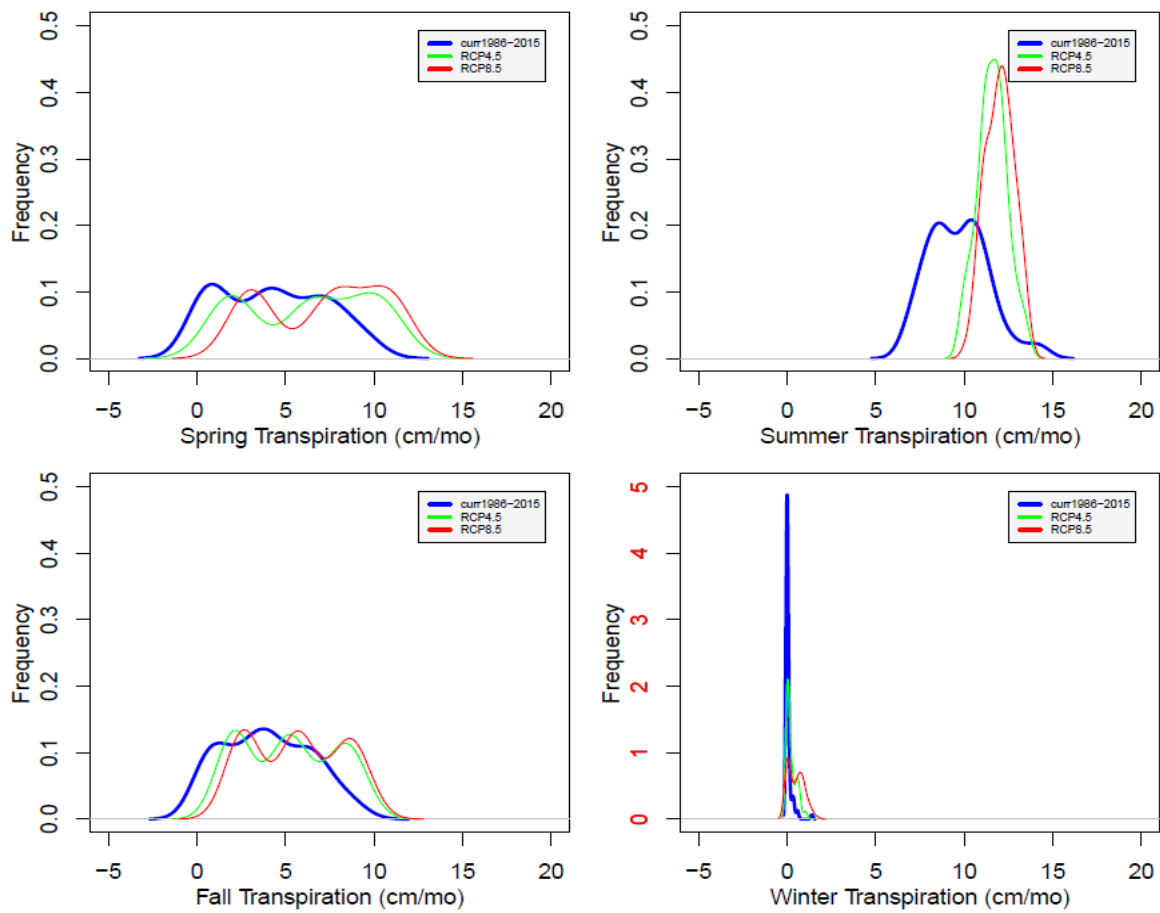 0.5
0.4
0.3
0.2
0.1
0.0
Frequency
curr1986−2015
RCP4.5
RCP8.5
−5 0 5 10 15 20
Spring Transpiration (cm/mo)
0.5
0.4
0.3
0.2
0.1
0.0
Frequency
curr1986−2015
RCP4.5
RCP8.5
−5 0 5 10 15 20
Summer Transpiration (cm/mo)
0.5
0.4
0.3
0.2
0.1
0.0
Frequency
curr1986−2015
RCP4.5
RCP8.5
−5 0 5 10 15 20
Fall Transpiration (cm/mo)
5
4
3
2
1
0
Frequency
curr1986−2015
RCP4.5
RCP8.5
−5 0 5 10 15 20
Winter Transpiration (cm/mo)